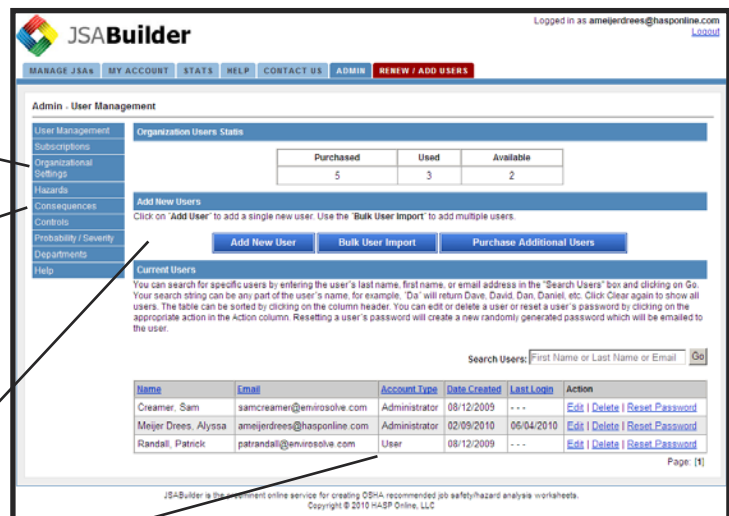 JSABuilder
Logged in as ameijerdrees@hasponline.com
Logout
MANAGE JSAs MY ACCOUNT STATS HELP CONTACT US ADMIN RENEW / ADD USERS
Admin - User Management
User Management
Subscriptions
Organizational
Settings
Hazards
Consequences
Controls
Probability / Severity
Departments
Help
Organization Users Statis
Purchased Used Available
5 3 2
Add New Users
Click on "Add User" to add a single new user. Use the "Bulk User Import" to add multiple users.
Add New User Bulk User Import Purchase Additional Users
Current Users
You can search for specific users by entering the user's last name, first name, or email address in the "Search Users" box and clicking on Go.
Your search string can be any part of the user's name, for example, 'Da' will return Dave, David, Dan, Daniel, etc. Click Clear again to show all
users. The table can be sorted by clicking on the column header. You can edit or delete a user or reset a user's password by clicking on the
appropriate action in the Action column. Resetting a user's password will create a new randomly generated password which will be emailed to
the user.
Search Users: First Name or Last Name or Email Go
Name Email Account Type Date Created Last Login Action
Creamer, Sam samcreamer@envirosolve.com Administrator 08/12/2009 - - - Edit | Delete | Reset Password
Meijer Drees, Alyssa ameijerdrees@hasponline.com Administrator 02/09/2010 06/04/2010 Edit | Delete | Reset Password
Randall, Patrick patrandall@envirosolve.com User 08/12/2009 - - - Edit | Delete | Reset Password
Page: [1]
JSABuilder is the preeminent online service for creating OSHA recommended job safety/hazard analysis worksheets.
Copyright © 2010 HASP Online, LLC